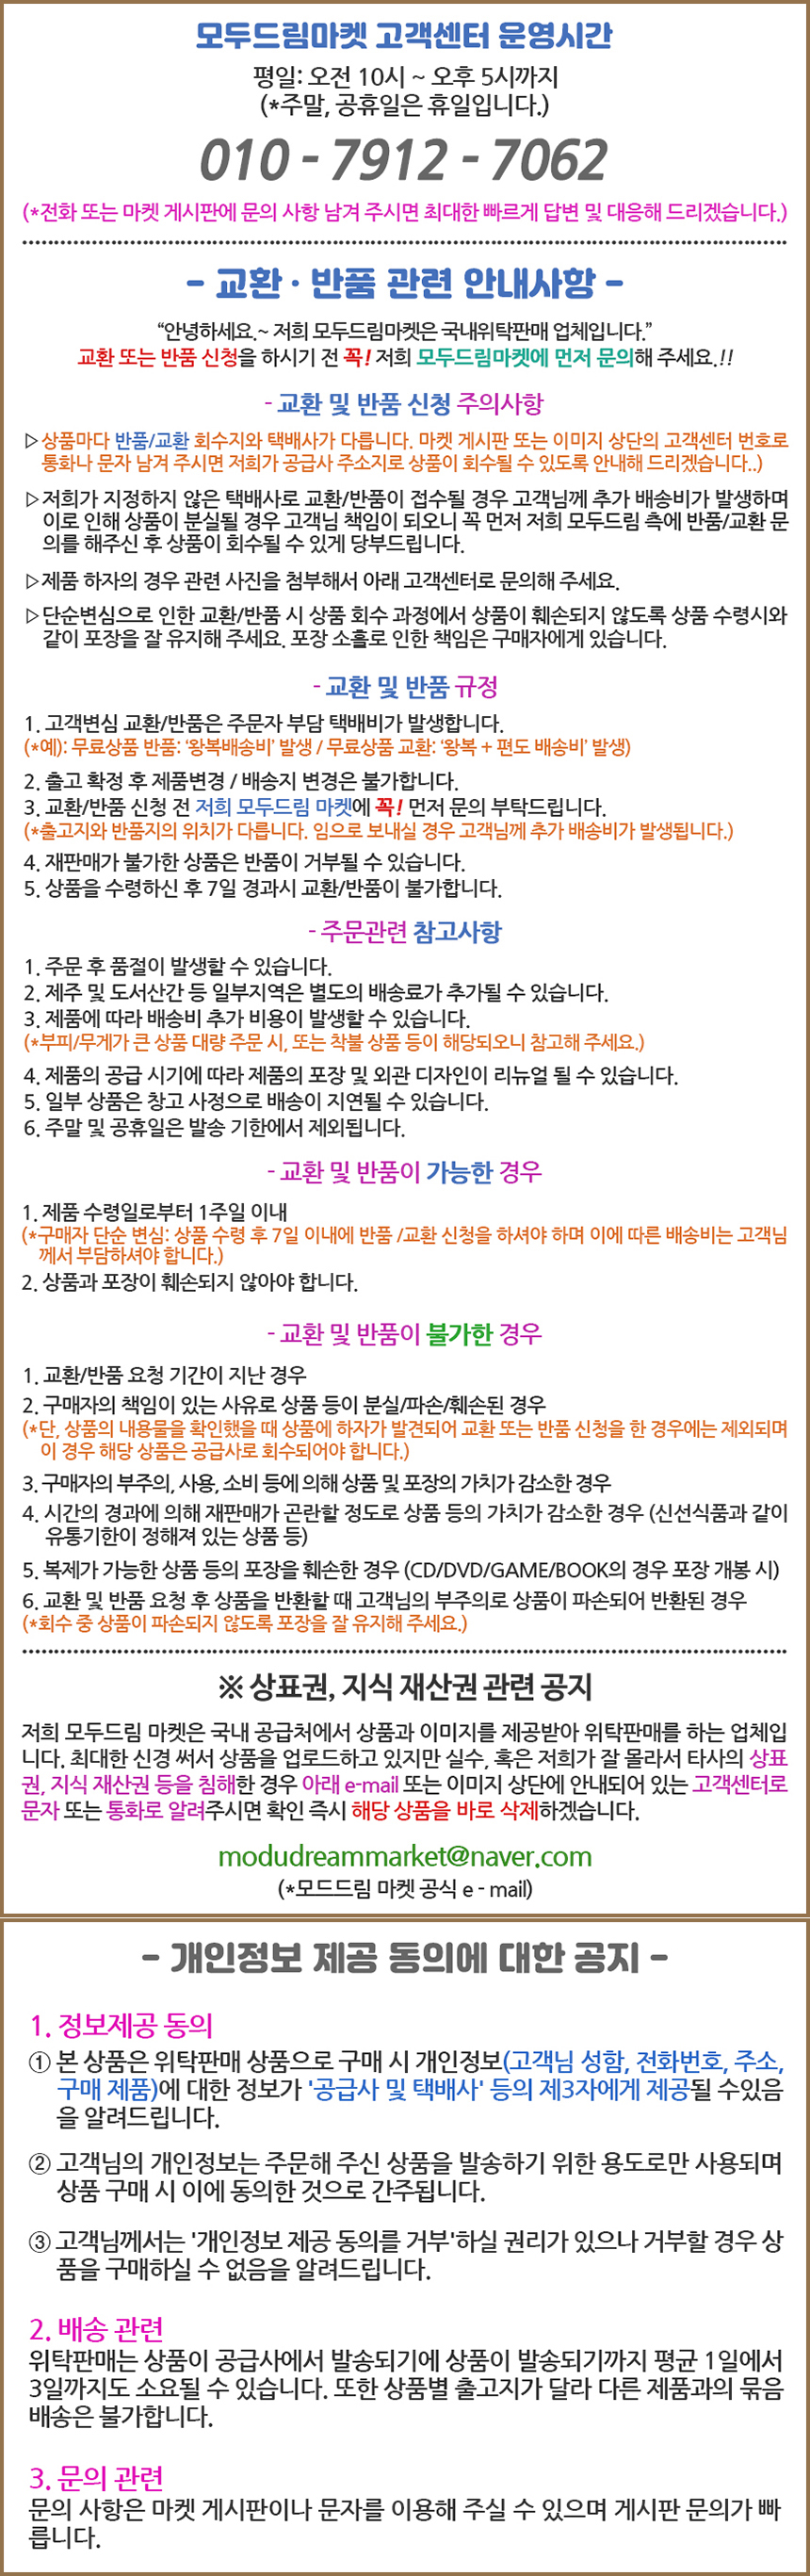 모두드림마켓 고객센터 운영시간
평일: 오전 10시 ~ 오후 5시까지
(*주말, 공휴일은 휴일입니다.)
010 - 7912 - 7062
(*전화 또는 마켓 게시판에 문의 사항 남겨 주시면 최대한 빠르게 답변 및 대응해 드리겠습니다.)
- 교환 · 반품 관련 안내사항 -
“안녕하세요.~ 저희 모두드림마켓은 국내위탁판매 업체입니다.”
교환 또는 반품 신청을 하시기 전 꼭! 저희 모두드림마켓에 먼저 문의해 주세요.!!
- 교환 및 반품 신청 주의사항
▷상품마다 반품/교환 회수지와 택배사가 다릅니다. 마켓 게시판 또는 이미지 상단의 고객센터 번호로
통화나 문자 남겨 주시면 저희가 공급사 주소지로 상품이 회수될 수 있도록 안내해 드리겠습니다..)
▷저희가 지정하지 않은 택배사로 교환/반품이 접수될 경우 고객님께 추가 배송비가 발생하며
이로 인해 상품이 분실될 경우 고객님 책임이 되오니 꼭 먼저 저희 모두드림 측에 반품/교환 문
의를 해주신 후 상품이 회수될 수 있게 당부드립니다.
▷제품 하자의 경우 관련 사진을 첨부해서 아래 고객센터로 문의해 주세요.
▷단순변심으로 인한 교환/반품 시 상품 회수 과정에서 상품이 훼손되지 않도록 상품 수령시와
같이 포장을 잘 유지해 주세요. 포장 소홀로 인한 책임은 구매자에게 있습니다.
- 교환 및 반품 규정
1. 고객변심 교환/반품은 주문자 부담 택배비가 발생합니다.
(*예): 무료상품 반품: ‘왕복배송비’ 발생 / 무료상품 교환: ‘왕복 + 편도 배송비’ 발생)
2. 출고 확정 후 제품변경 / 배송지 변경은 불가합니다.
3. 교환/반품 신청 전 저희 모두드림 마켓에 꼭! 먼저 문의 부탁드립니다.
(*출고지와 반품지의 위치가 다릅니다. 임으로 보내실 경우 고객님께 추가 배송비가 발생됩니다.)
4. 재판매가 불가한 상품은 반품이 거부될 수 있습니다.
5. 상품을 수령하신 후 7일 경과시 교환/반품이 불가합니다.
- 주문관련 참고사항
1. 주문 후 품절이 발생할 수 있습니다.
2. 제주 및 도서산간 등 일부지역은 별도의 배송료가 추가될 수 있습니다.
3. 제품에 따라 배송비 추가 비용이 발생할 수 있습니다.
(*부피/무게가 큰 상품 대량 주문 시, 또는 착불 상품 등이 해당되오니 참고해 주세요.)
4. 제품의 공급 시기에 따라 제품의 포장 및 외관 디자인이 리뉴얼 될 수 있습니다.
5. 일부 상품은 창고 사정으로 배송이 지연될 수 있습니다.
6. 주말 및 공휴일은 발송 기한에서 제외됩니다.
- 교환 및 반품이 가능한 경우
1. 제품 수령일로부터 1주일 이내
(*구매자 단순 변심: 상품 수령 후 7일 이내에 반품 /교환 신청을 하셔야 하며 이에 따른 배송비는 고객님
께서 부담하셔야 합니다.)
2. 상품과 포장이 훼손되지 않아야 합니다.
- 교환 및 반품이 불가한 경우
1. 교환/반품 요청 기간이 지난 경우
2. 구매자의 책임이 있는 사유로 상품 등이 분실/파손/훼손된 경우
(*단, 상품의 내용물을 확인했을 때 상품에 하자가 발견되어 교환 또는 반품 신청을 한 경우에는 제외되며
이 경우 해당 상품은 공급사로 회수되어야 합니다.)
3. 구매자의 부주의, 사용, 소비 등에 의해 상품 및 포장의 가치가 감소한 경우
4. 시간의 경과에 의해 재판매가 곤란할 정도로 상품 등의 가치가 감소한 경우 (신선식품과 같이
유통기한이 정해져 있는 상품 등)
5. 복제가 가능한 상품 등의 포장을 훼손한 경우 (CD/DVD/GAME/BOOK의 경우 포장 개봉 시)
6. 교환 및 반품 요청 후 상품을 반환할 때 고객님의 부주의로 상품이 파손되어 반환된 경우
(*회수 중 상품이 파손되지 않도록 포장을 잘 유지해 주세요.)
※ 상표권, 지식 재산권 관련 공지
저희 모두드림 마켓은 국내 공급처에서 상품과 이미지를 제공받아 위탁판매를 하는 업체입
니다. 최대한 신경 써서 상품을 업로드하고 있지만 실수, 혹은 저희가 잘 몰라서 타사의 상표
권, 지식 재산권 등을 침해한 경우 아래 e-mail 또는 이미지 상단에 안내되어 있는 고객센터로
문자 또는 통화로 알려주시면 확인 즉시 해당 상품을 바로 삭제하겠습니다.
modudreammarket@naver.com
(*모드드림 마켓 공식 e - mail)
- 개인정보 제공 동의에 대한 공지 -
1. 정보제공 동의
① 본 상품은 위탁판매 상품으로 구매 시 개인정보(고객님 성함, 전화번호, 주소,
구매 제품)에 대한 정보가 '공급사 및 택배사' 등의 제3자에게 제공될 수있음
을 알려드립니다.
② 고객님의 개인정보는 주문해 주신 상품을 발송하기 위한 용도로만 사용되며
상품 구매 시 이에 동의한 것으로 간주됩니다.
③ 고객님께서는 '개인정보 제공 동의를 거부'하실 권리가 있으나 거부할 경우 상
품을 구매하실 수 없음을 알려드립니다.
2. 배송 관련
위탁판매는 상품이 공급사에서 발송되기에 상품이 발송되기까지 평균 1일에서
3일까지도 소요될 수 있습니다. 또한 상품별 출고지가 달라 다른 제품과의 묶음
배송은 불가합니다.
3. 문의 관련
문의 사항은 마켓 게시판이나 문자를 이용해 주실 수 있으며 게시판 문의가 빠
릅니다.